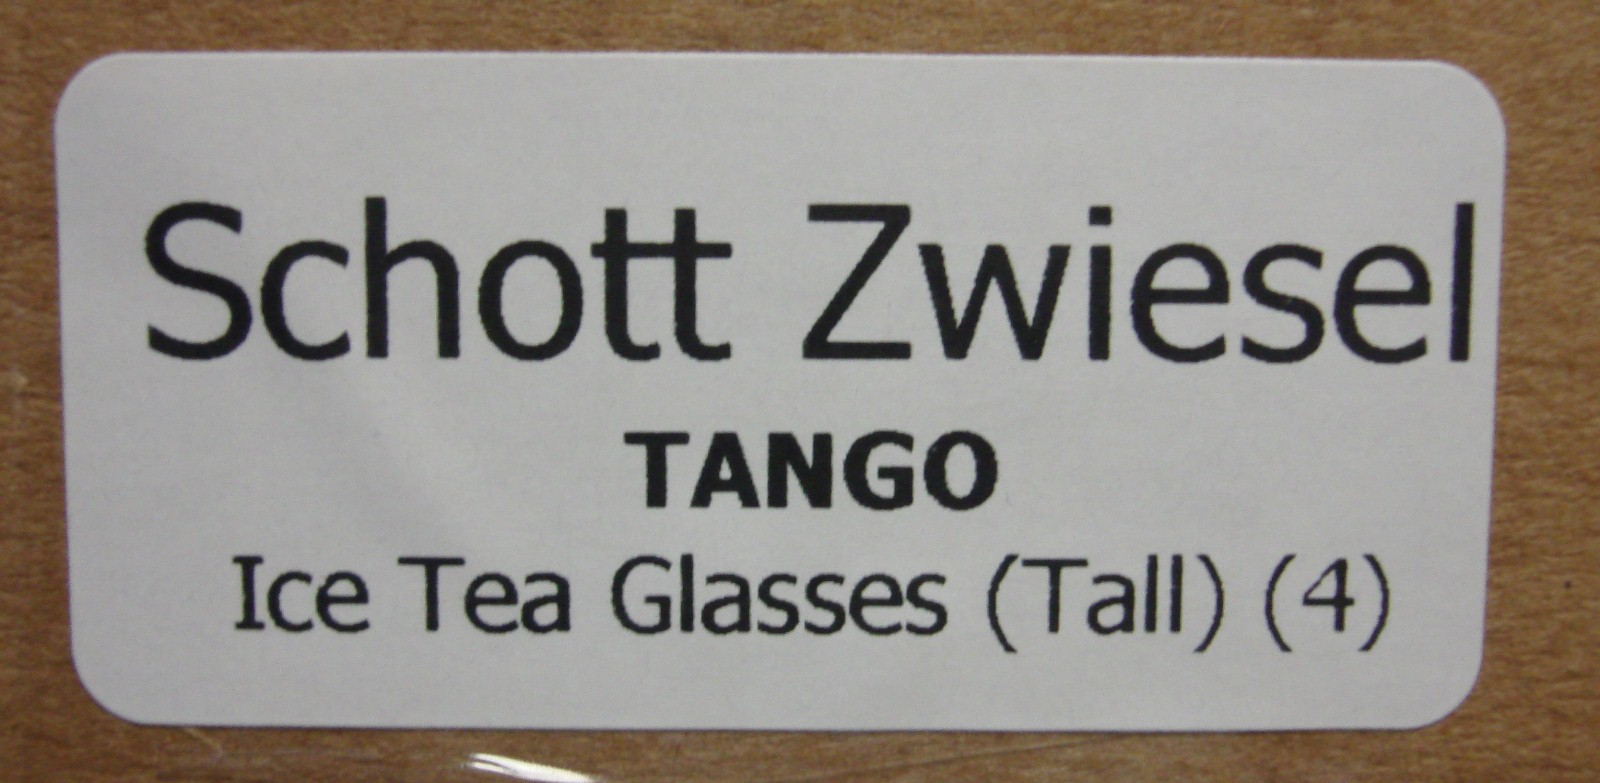 Schott Zwiesel
TANGO
Ice Tea Glasses (Tall) (4)